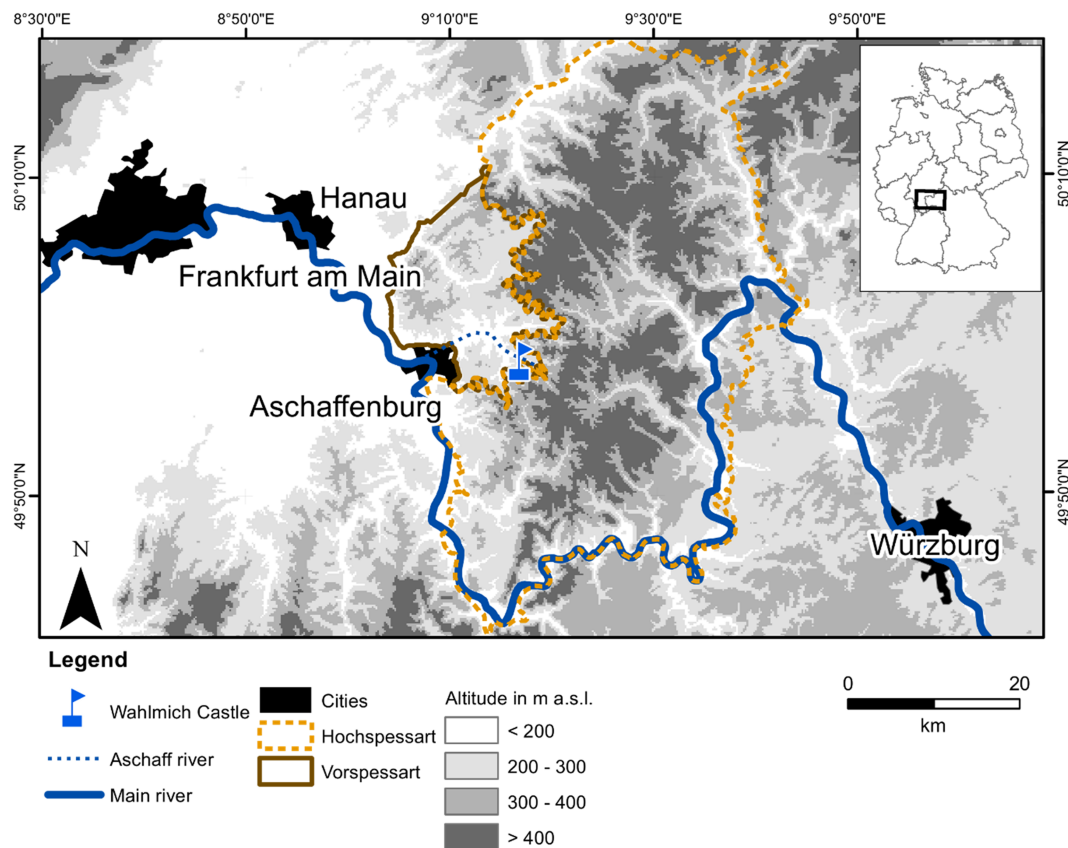 8°30'0"E 8°50'0"E 9°10'0"E 9°30'0"E 9°50'0"E
50°10'0"N
50°10'0"N
Hanau
Frankfurt am Main
Aschaffenburg
49°50'0"N
49°50'0"N
Würzburg
N
Legend
Wahlmich Castle
Aschaff river
Main river
Cities
Hochspessart
Vorspessart
Altitude in m a.s.l.
< 200
200 - 300
300 - 400
> 400
0 20
km